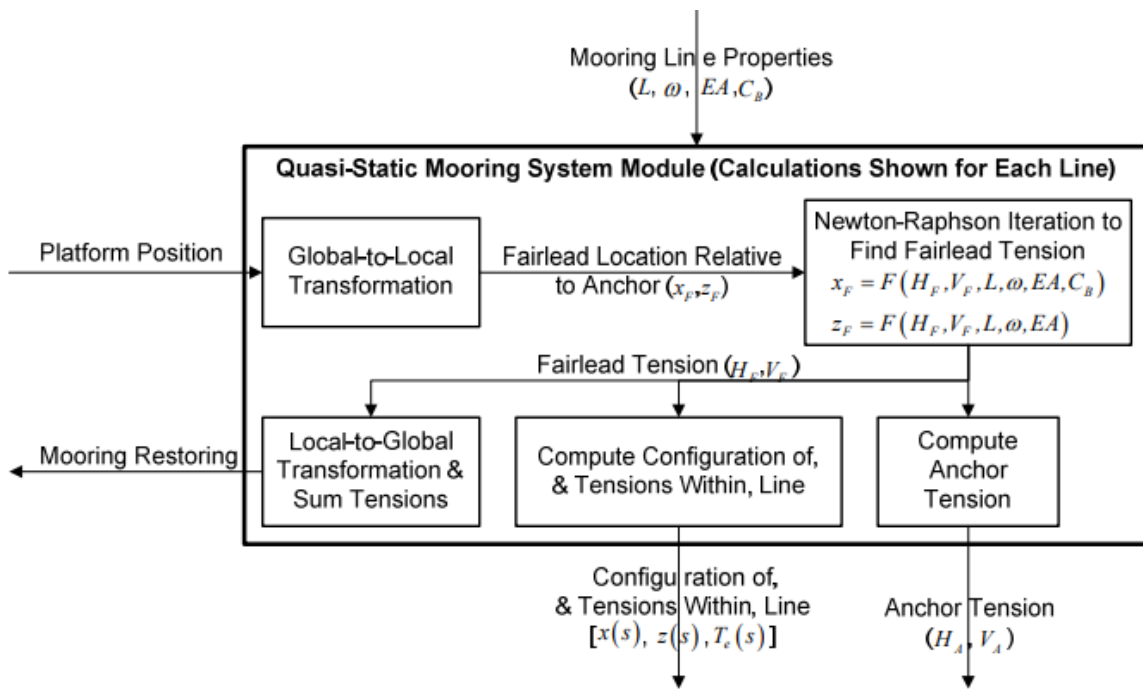 Mooring Line Properties
(L, ω, EA, C_B)
Quasi-Static Mooring System Module (Calculations Shown for Each Line)
Platform Position
Global-to-Local
Transformation
Fairlead Location Relative
to Anchor (x_F, z_F)
Newton-Raphson Iteration to
Find Fairlead Tension
x_F = F(H_F, V_F, L, ω, EA, C_B)
z_F = F(H_F, V_F, L, ω, EA)
Fairlead Tension (H_F, V_F)
Mooring Restoring
Local-to-Global
Transformation &
Sum Tensions
Compute Configuration of,
& Tensions Within, Line
Compute
Anchor
Tension
Configuration of,
& Tensions Within, Line
[x(s), z(s), T_e(s)]
Anchor Tension
(H_A, V_A)